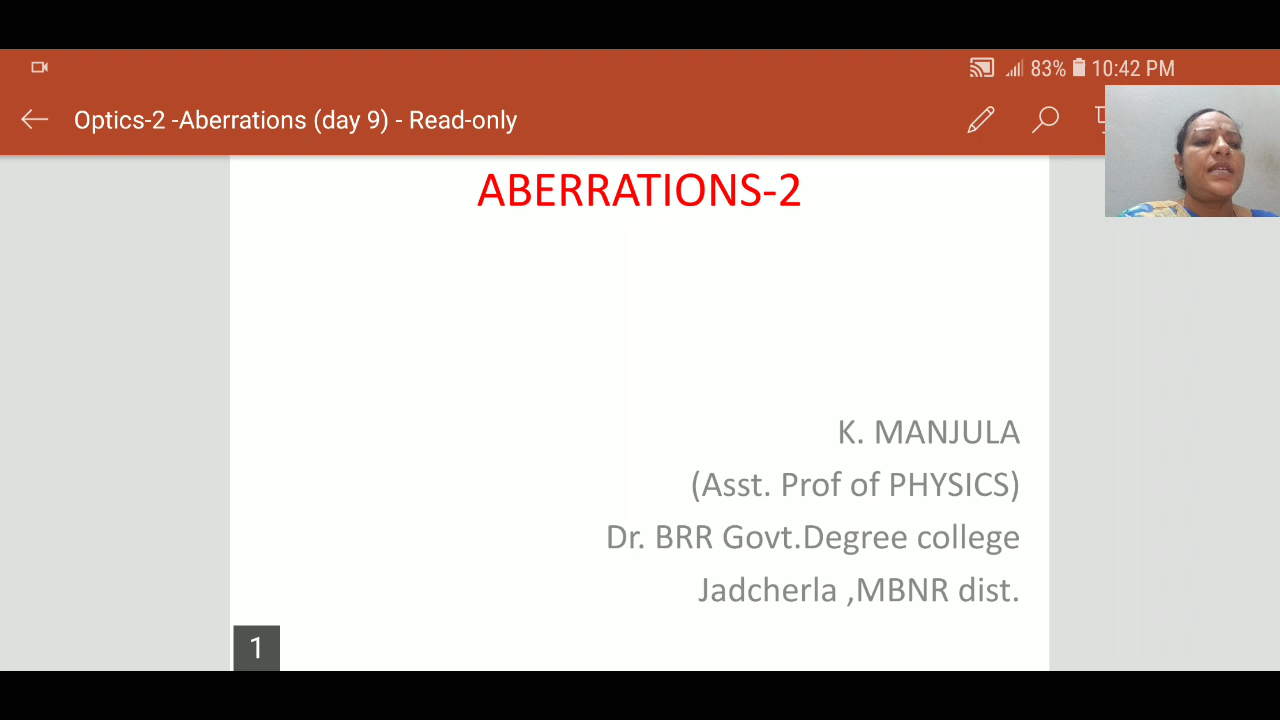 83% 10:42 PM
Optics-2 -Aberrations (day 9) - Read-only
ABERRATIONS-2
K. MANJULA
(Asst. Prof of PHYSICS)
Dr. BRR Govt.Degree college
Jadcherla ,MBNR dist.
1